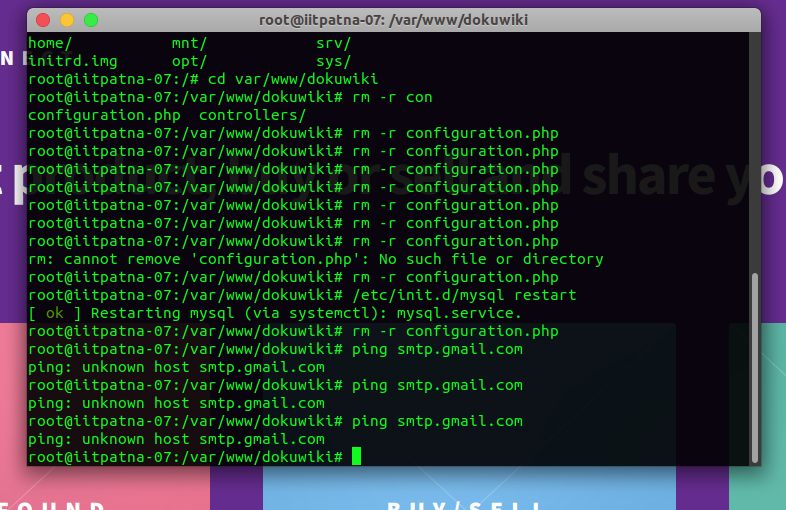 root@iitpatna-07: /var/www/dokuwiki
home/ mnt/ srv/
initrd.img opt/ sys/
root@iitpatna-07:/# cd var/www/dokuwiki
root@iitpatna-07:/var/www/dokuwiki# rm -r con
configuration.php controllers/
root@iitpatna-07:/var/www/dokuwiki# rm -r configuration.php
root@iitpatna-07:/var/www/dokuwiki# rm -r configuration.php
root@iitpatna-07:/var/www/dokuwiki# rm -r configuration.php
root@iitpatna-07:/var/www/dokuwiki# rm -r configuration.php
root@iitpatna-07:/var/www/dokuwiki# rm -r configuration.php
root@iitpatna-07:/var/www/dokuwiki# rm -r configuration.php
root@iitpatna-07:/var/www/dokuwiki# rm -r configuration.php
rm: cannot remove 'configuration.php': No such file or directory
root@iitpatna-07:/var/www/dokuwiki# rm -r configuration.php
root@iitpatna-07:/var/www/dokuwiki# /etc/init.d/mysql restart
[ ok ] Restarting mysql (via systemctl): mysql.service.
root@iitpatna-07:/var/www/dokuwiki# rm -r configuration.php
root@iitpatna-07:/var/www/dokuwiki# ping smtp.gmail.com
ping: unknown host smtp.gmail.com
root@iitpatna-07:/var/www/dokuwiki# ping smtp.gmail.com
ping: unknown host smtp.gmail.com
root@iitpatna-07:/var/www/dokuwiki# ping smtp.gmail.com
ping: unknown host smtp.gmail.com
root@iitpatna-07:/var/www/dokuwiki#
and share yo
OUND BUY/SELL